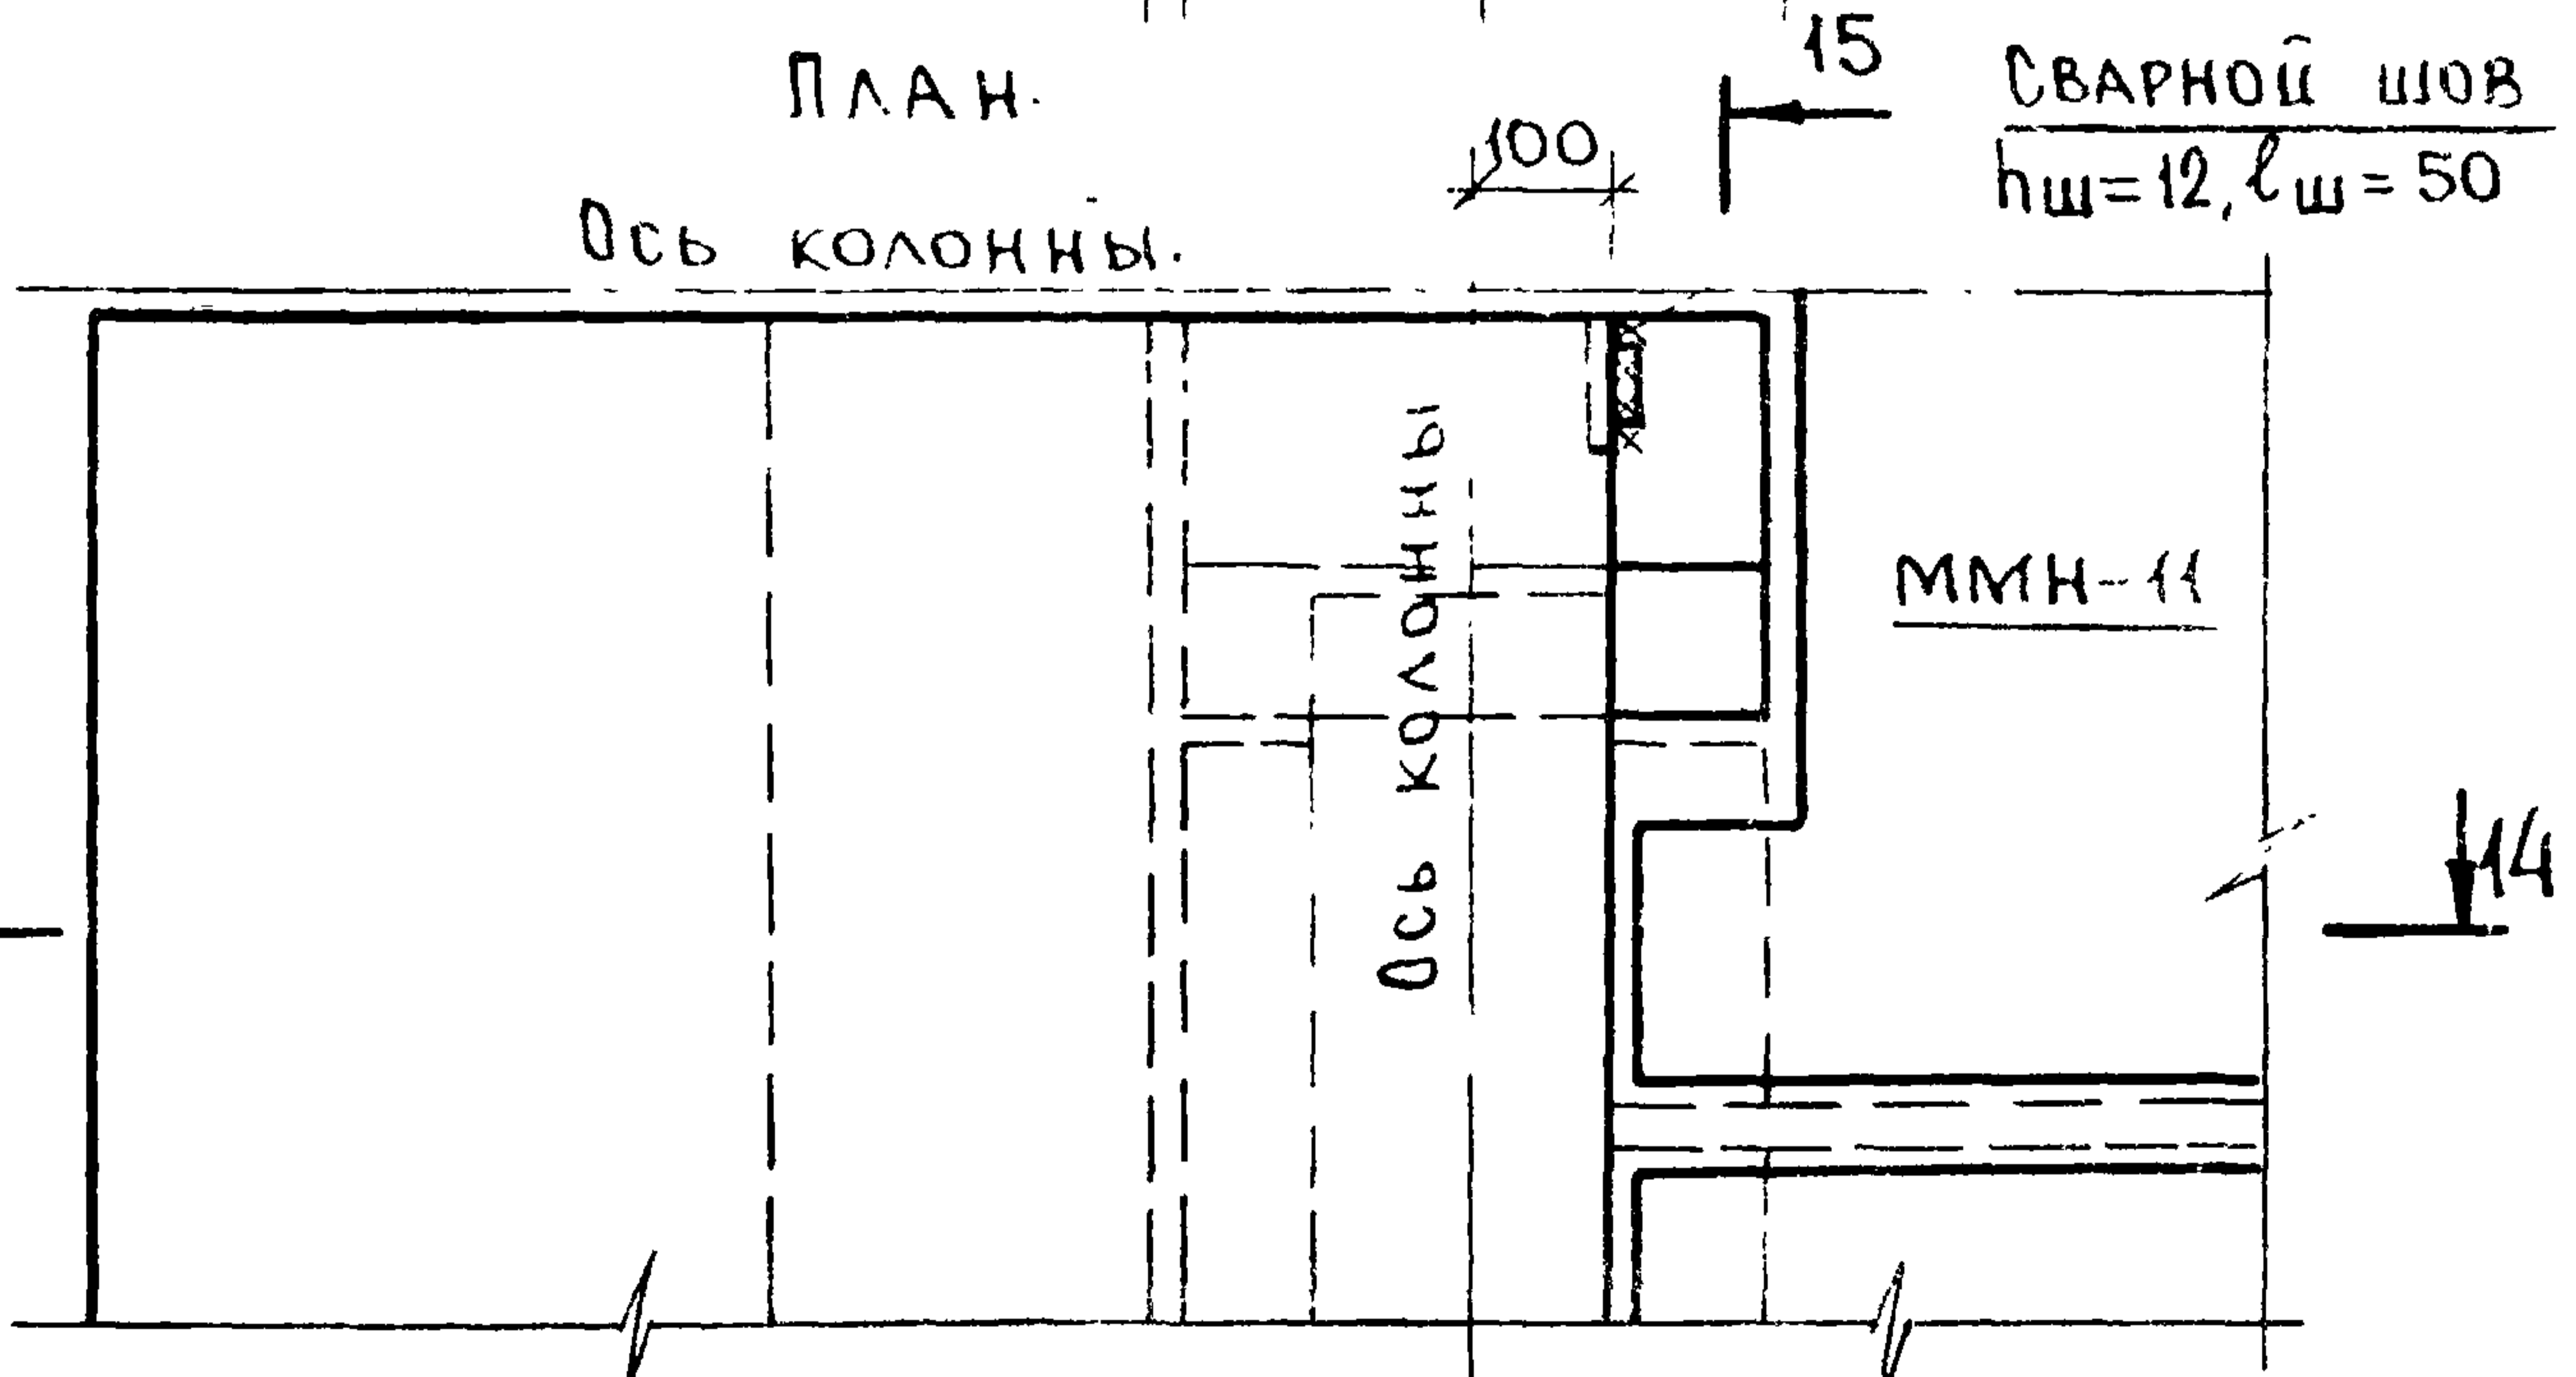 План.
15
Сварной шов
hш=12, ℓш=50
100
Ось колонны.
Ось колонны
ММН-11
14